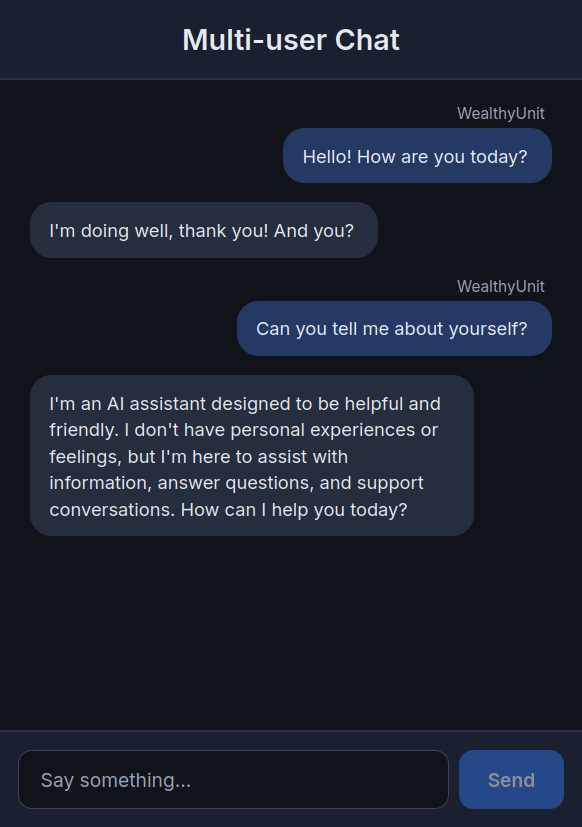 Multi-user Chat
WealthyUnit
Hello! How are you today?
I'm doing well, thank you! And you?
WealthyUnit
Can you tell me about yourself?
I'm an AI assistant designed to be helpful and
friendly. I don't have personal experiences or
feelings, but I'm here to assist with
information, answer questions, and support
conversations. How can I help you today?
Say something...
Send